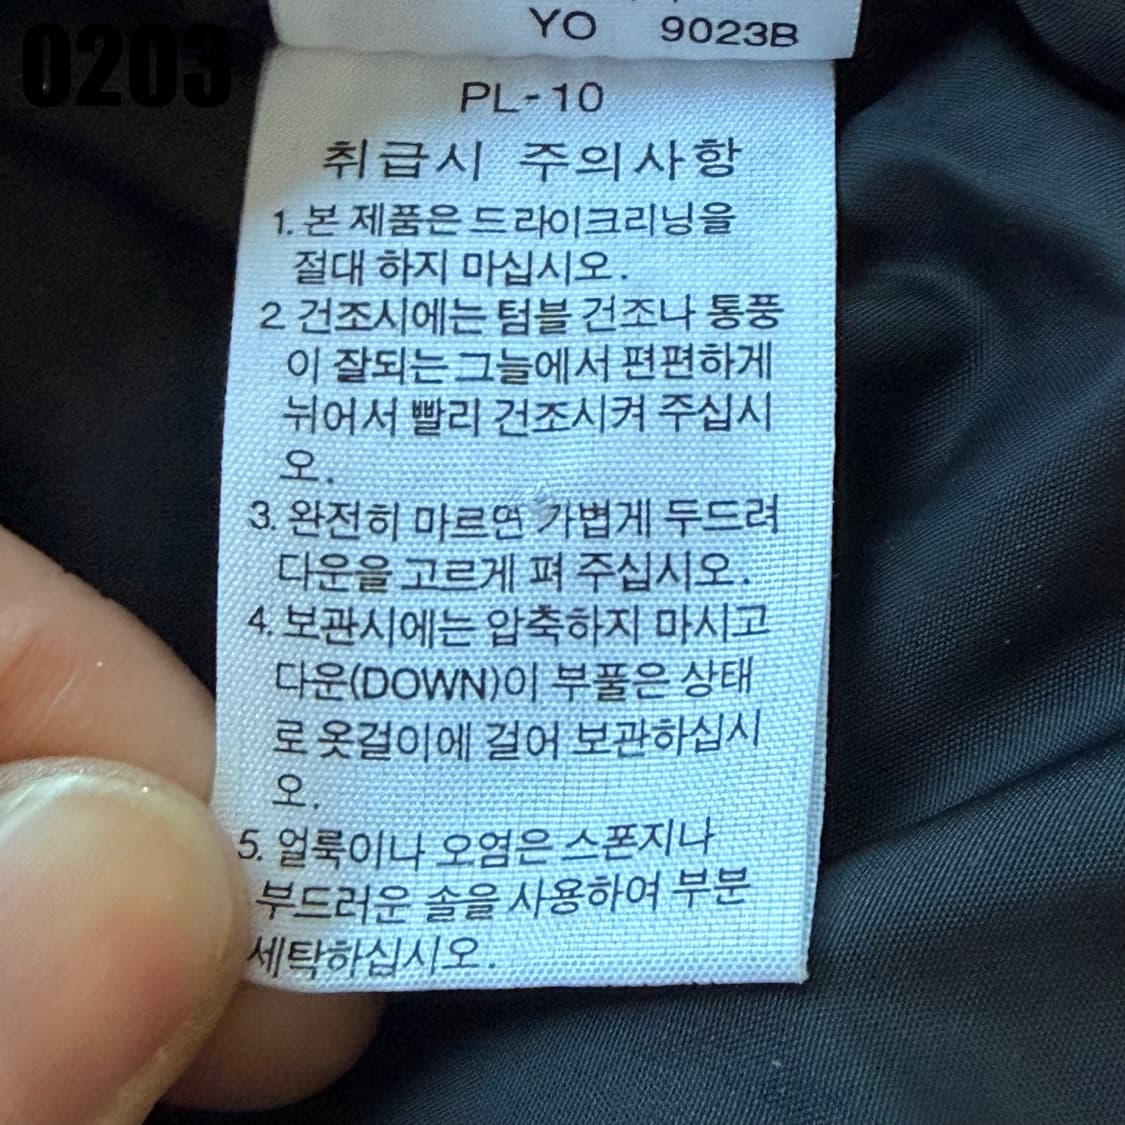 0203
YO 9023B
PL-10
취급시 주의사항
1. 본 제품은 드라이크리닝을
절대 하지 마십시오.
2 건조시에는 텀블 건조나 통풍
이 잘되는 그늘에서 편편하게
뉘어서 빨리 건조시켜 주십시
오.
3. 완전히 마르면 가볍게 두드려
다운을 고르게 펴 주십시오.
4. 보관시에는 압축하지 마시고
다운(DOWN)이 부풀은 상태
로 옷걸이에 걸어 보관하십시
오.
5. 얼룩이나 오염은 스폰지나
부드러운 솔을 사용하여 부분
세탁하십시오.